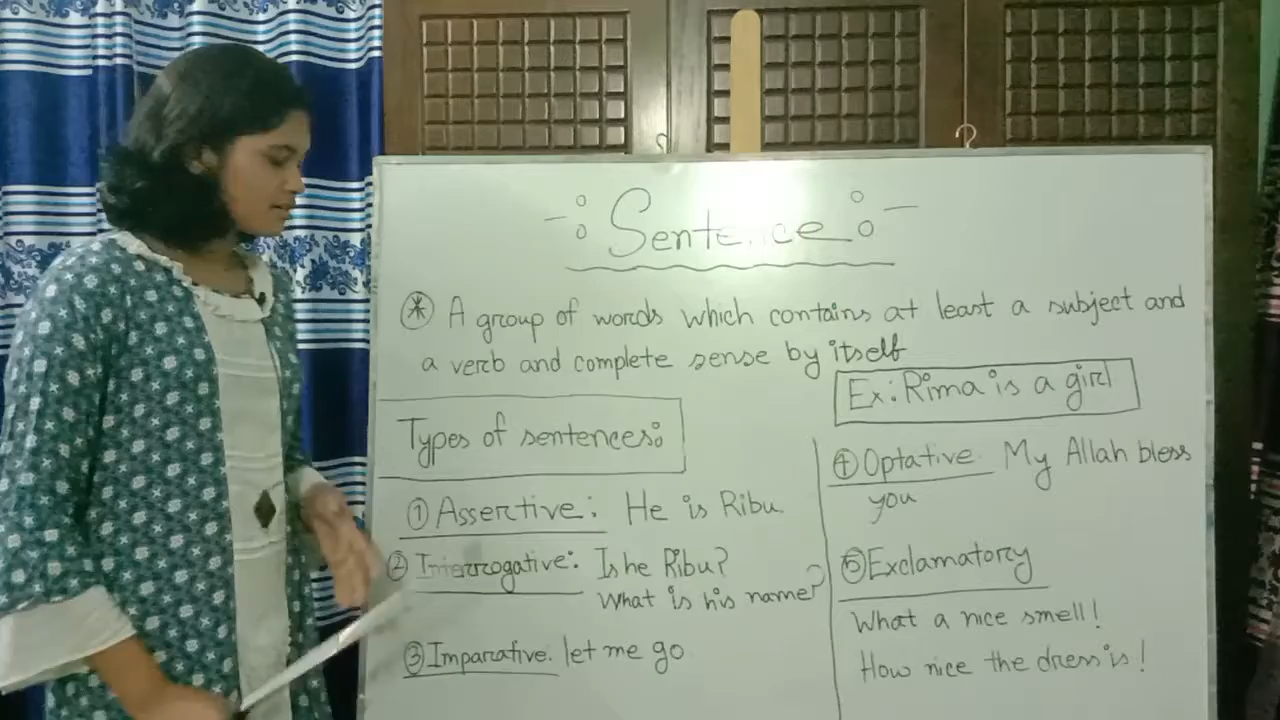 Sentence
A group of words which contains at least a subject and
a verb and complete sense by itself
Ex: Rima is a girl
Types of sentences:
① Assertive: He is Ribu
② Interrogative: Is he Ribu?
What is his name?
③ Imparative. let me go
④ Optative My Allah bless
you
⑤ Exclamatory
What a nice smell!
How nice the dress is!